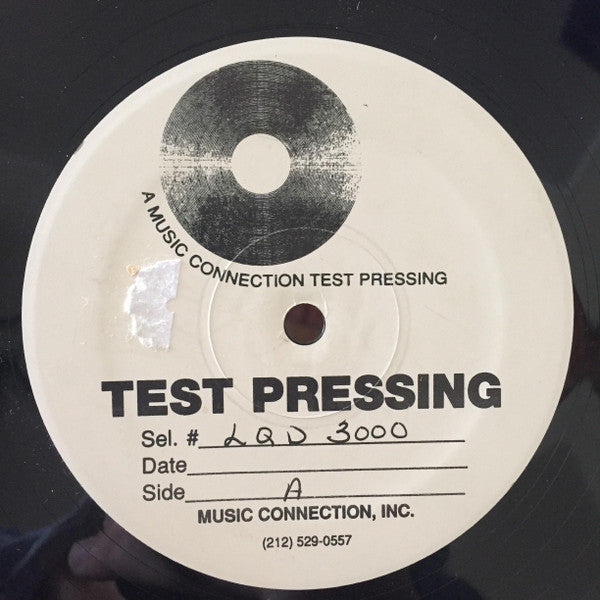 A MUSIC CONNECTION TEST PRESSING
TEST PRESSING
Sel. # LQD 3000
Date
Side A
MUSIC CONNECTION, INC.
(212) 529-0557